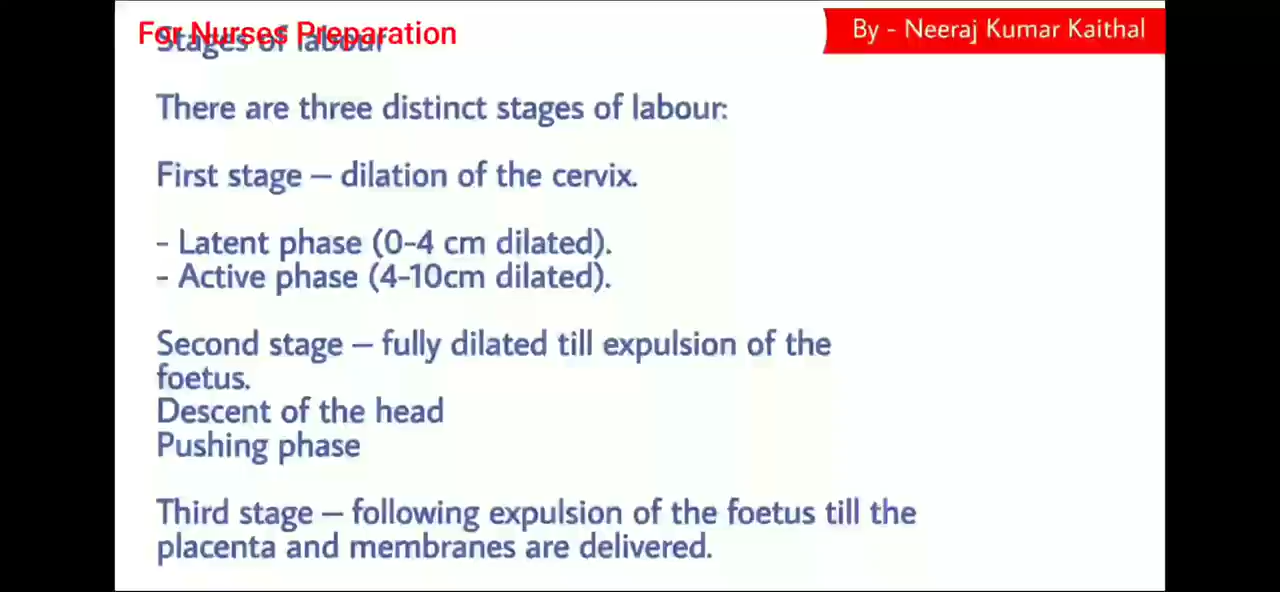 For Nurses Preparation
By - Neeraj Kumar Kaithal
Stages of labour
There are three distinct stages of labour:
First stage – dilation of the cervix.
- Latent phase (0-4 cm dilated).
- Active phase (4-10cm dilated).
Second stage – fully dilated till expulsion of the
foetus.
Descent of the head
Pushing phase
Third stage – following expulsion of the foetus till the
placenta and membranes are delivered.